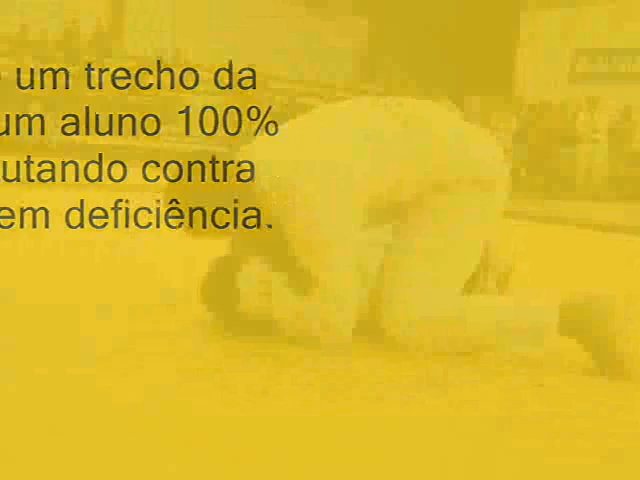 um trecho da
um aluno 100%
utando contra
em deficiência.